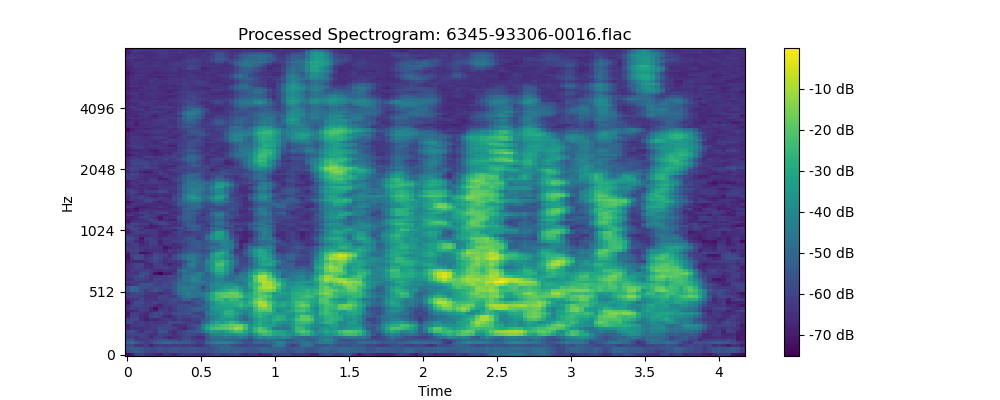 Processed Spectrogram: 6345-93306-0016.flac
Hz
4096
2048
1024
512
0
0
0.5
1
1.5
2
2.5
3
3.5
4
Time
-10 dB
-20 dB
-30 dB
-40 dB
-50 dB
-60 dB
-70 dB